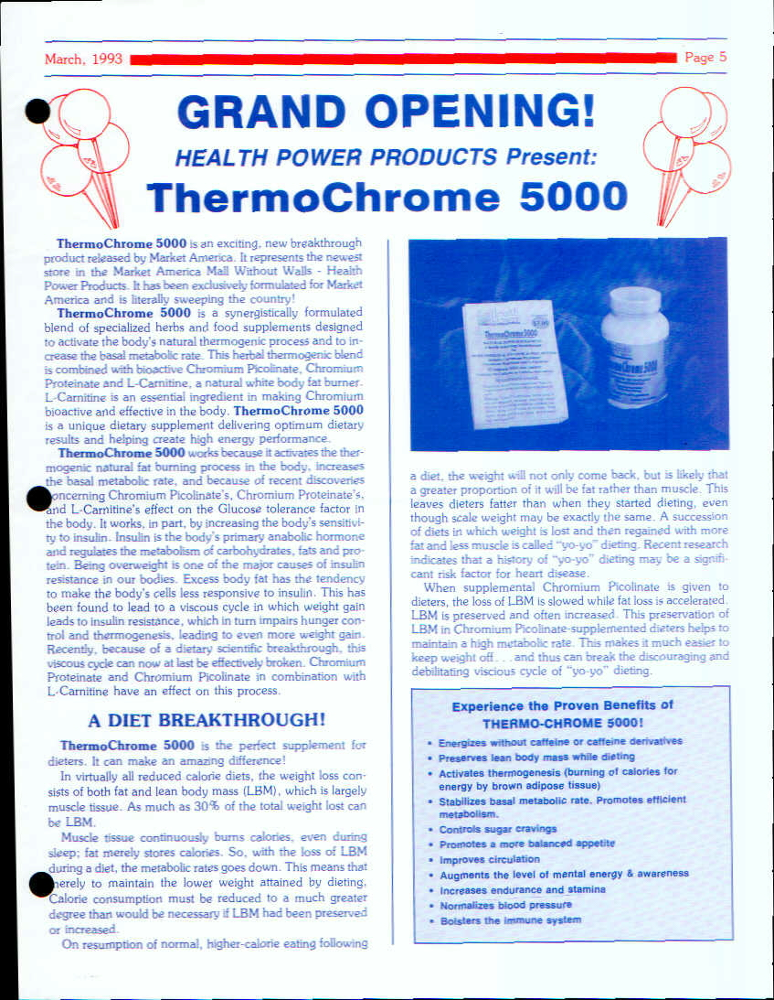 March, 1993
Page 5
GRAND OPENING!
HEALTH POWER PRODUCTS Present:
ThermoChrome 5000
ThermoChrome 5000 is an exciting, new breakthrough
product released by Market America. It represents the newest
store in the Market America Mall Without Walls - Health
Power Products. It has been exclusively formulated for Market
America and is literally sweeping the country!
ThermoChrome 5000 is a synergistically formulated
blend of specialized herbs and food supplements designed
to activate the body's natural thermogenic process and to in-
crease the basal metabolic rate. This herbal thermogenic blend
is combined with bioactive Chromium Picolinate, Chromium
Proteinate and L-Carnitine, a natural white body fat burner.
L-Carnitine is an essential ingredient in making Chromium
bioactive and effective in the body. ThermoChrome 5000
is a unique dietary supplement delivering optimum dietary
results and helping create high energy performance.
ThermoChrome 5000 works because it activates the ther-
mogenic natural fat burning process in the body, increases
the basal metabolic rate, and because of recent discoveries
oncerning Chromium Picolinate's, Chromium Proteinate's,
and L-Carnitine's effect on the Glucose tolerance factor in
the body. It works, in part, by increasing the body's sensitivi-
ty to insulin. Insulin is the body's primary anabolic hormone
and regulates the metabolism of carbohydrates, fats and pro-
tein. Being overweight is one of the major causes of insulin
resistance in our bodies. Excess body fat has the tendency
to make the body's cells less responsive to insulin. This has
been found to lead to a viscous cycle in which weight gain
leads to insulin resistance, which in turn impairs hunger con-
trol and thermogenesis, leading to even more weight gain.
Recently, because of a dietary scientific breakthrough, this
viscous cycle can now at last be effectively broken. Chromium
Proteinate and Chromium Picolinate in combination with
L-Carnitine have an effect on this process.
A DIET BREAKTHROUGH!
ThermoChrome 5000 is the perfect supplement for
dieters. It can make an amazing difference!
In virtually all reduced calorie diets, the weight loss con-
sists of both fat and lean body mass (LBM), which is largely
muscle tissue. As much as 30% of the total weight lost can
be LBM.
Muscle tissue continuously burns calories, even during
sleep; fat merely stores calories. So, with the loss of LBM
during a diet, the metabolic rates goes down. This means that
merely to maintain the lower weight attained by dieting,
Calorie consumption must be reduced to a much greater
degree than would be necessary if LBM had been preserved
or increased.
On resumption of normal, higher-calorie eating following
Health
$7.00
ThermoChrome 5000
a diet, the weight will not only come back, but is likely that
a greater proportion of it will be fat rather than muscle. This
leaves dieters fatter than when they started dieting, even
though scale weight may be exactly the same. A succession
of diets in which weight is lost and then regained with more
fat and less muscle is called "yo-yo" dieting. Recent research
indicates that a history of "yo-yo" dieting may be a signifi-
cant risk factor for heart disease.
When supplemental Chromium Picolinate is given to
dieters, the loss of LBM is slowed while fat loss is accelerated.
LBM is preserved and often increased. This preservation of
LBM in Chromium Picolinate-supplemented dieters helps to
maintain a high metabolic rate. This makes it much easier to
keep weight off. . . and thus can break the discouraging and
debilitating viscious cycle of "yo-yo" dieting.
Experience the Proven Benefits of
THERMO-CHROME 5000!
• Energizes without caffeine or caffeine derivatives
• Preserves lean body mass while dieting
• Activates thermogenesis (burning of calories for
energy by brown adipose tissue)
• Stabilizes basal metabolic rate. Promotes efficient
metabolism.
• Controls sugar cravings
• Promotes a more balanced appetite
• Improves circulation
• Augments the level of mental energy & awareness
• Increases endurance and stamina
• Normalizes blood pressure
• Bolsters the immune system